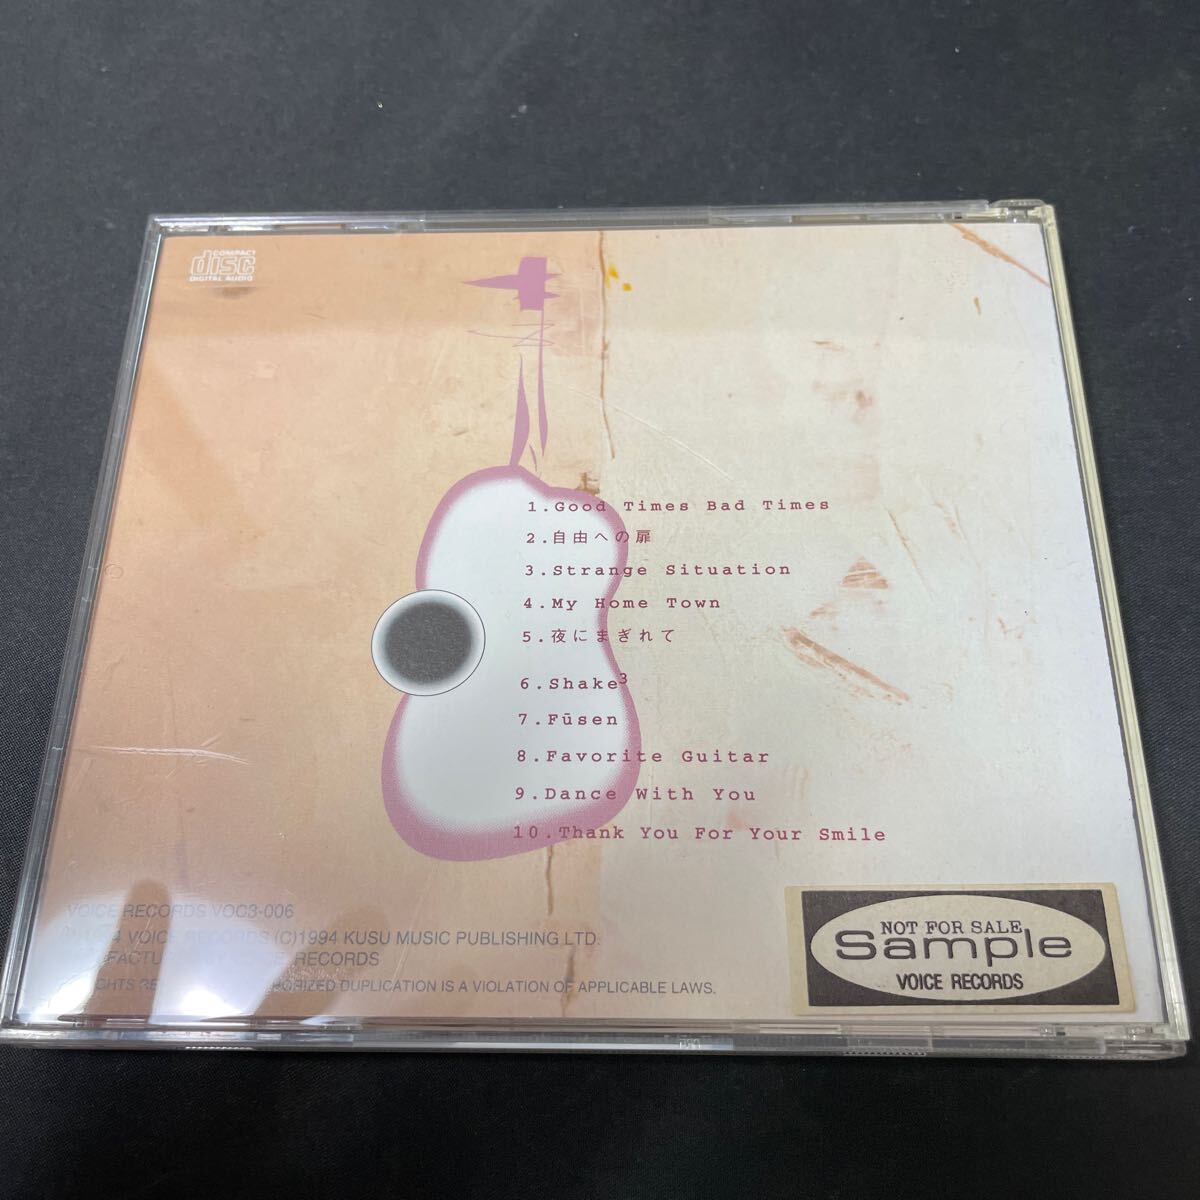 COMPACT
disc
DIGITAL AUDIO
1.Good Times Bad Times
2.自由への扉
3.Strange Situation
4.My Home Town
5.夜にまぎれて
6.Shake³
7.Fūsen
8.Favorite Guitar
9.Dance With You
10.Thank You For Your Smile
VOICE RECORDS VOC3-006
VOICE RECORDS (C)1994 KUSU MUSIC PUBLISHING LTD.
RECORDS
DUPLICATION IS A VIOLATION OF APPLICABLE LAWS.
NOT FOR SALE
Sample
VOICE RECORDS